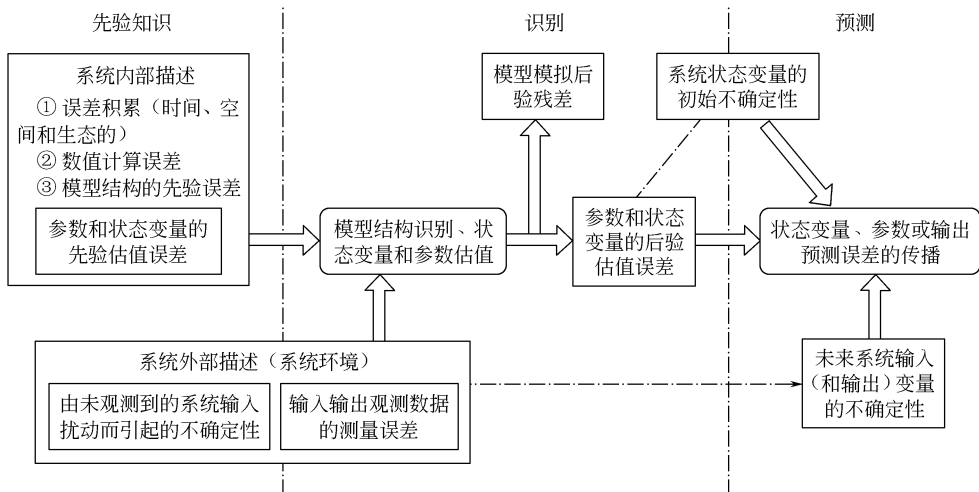 先验知识
识别
预测
系统内部描述
① 误差积累（时间、空
间和生态的）
② 数值计算误差
③ 模型结构的先验误差
参数和状态变量的
先验估值误差
模型模拟后
验残差
系统状态变量的
初始不确定性
模型结构识别、状
态变量和参数估值
参数和状态
变量的后验
估值误差
状态变量、参数或输出
预测误差的传播
系统外部描述（系统环境）
由未观测到的系统输入
扰动而引起的不确定性
输入输出观测数据
的测量误差
未来系统输入
（和输出）变量
的不确定性